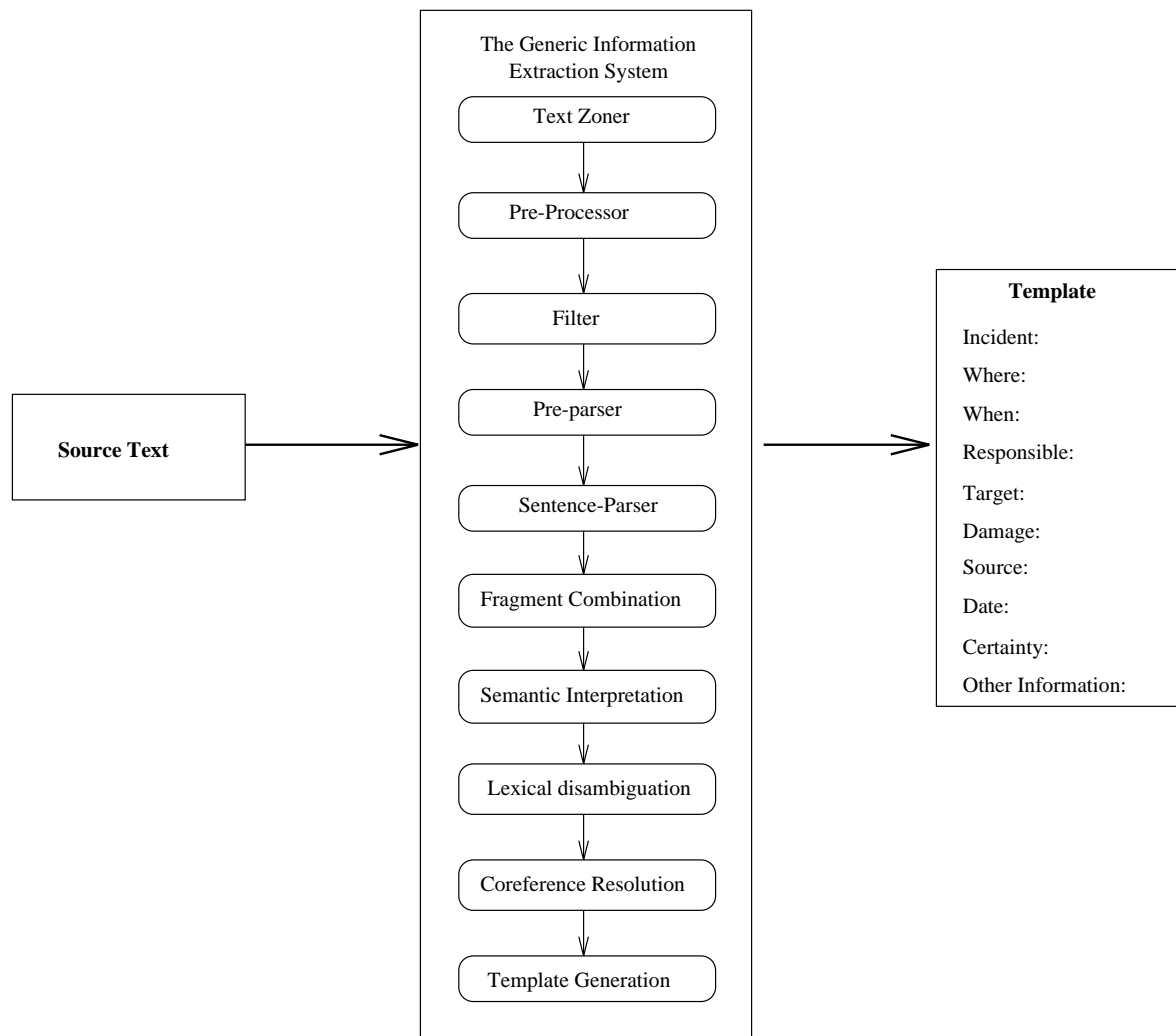 Source Text
The Generic Information
Extraction System
Text Zoner
Pre-Processor
Filter
Pre-parser
Sentence-Parser
Fragment Combination
Semantic Interpretation
Lexical disambiguation
Coreference Resolution
Template Generation
Template
Incident:
Where:
When:
Responsible:
Target:
Damage:
Source:
Date:
Certainty:
Other Information: